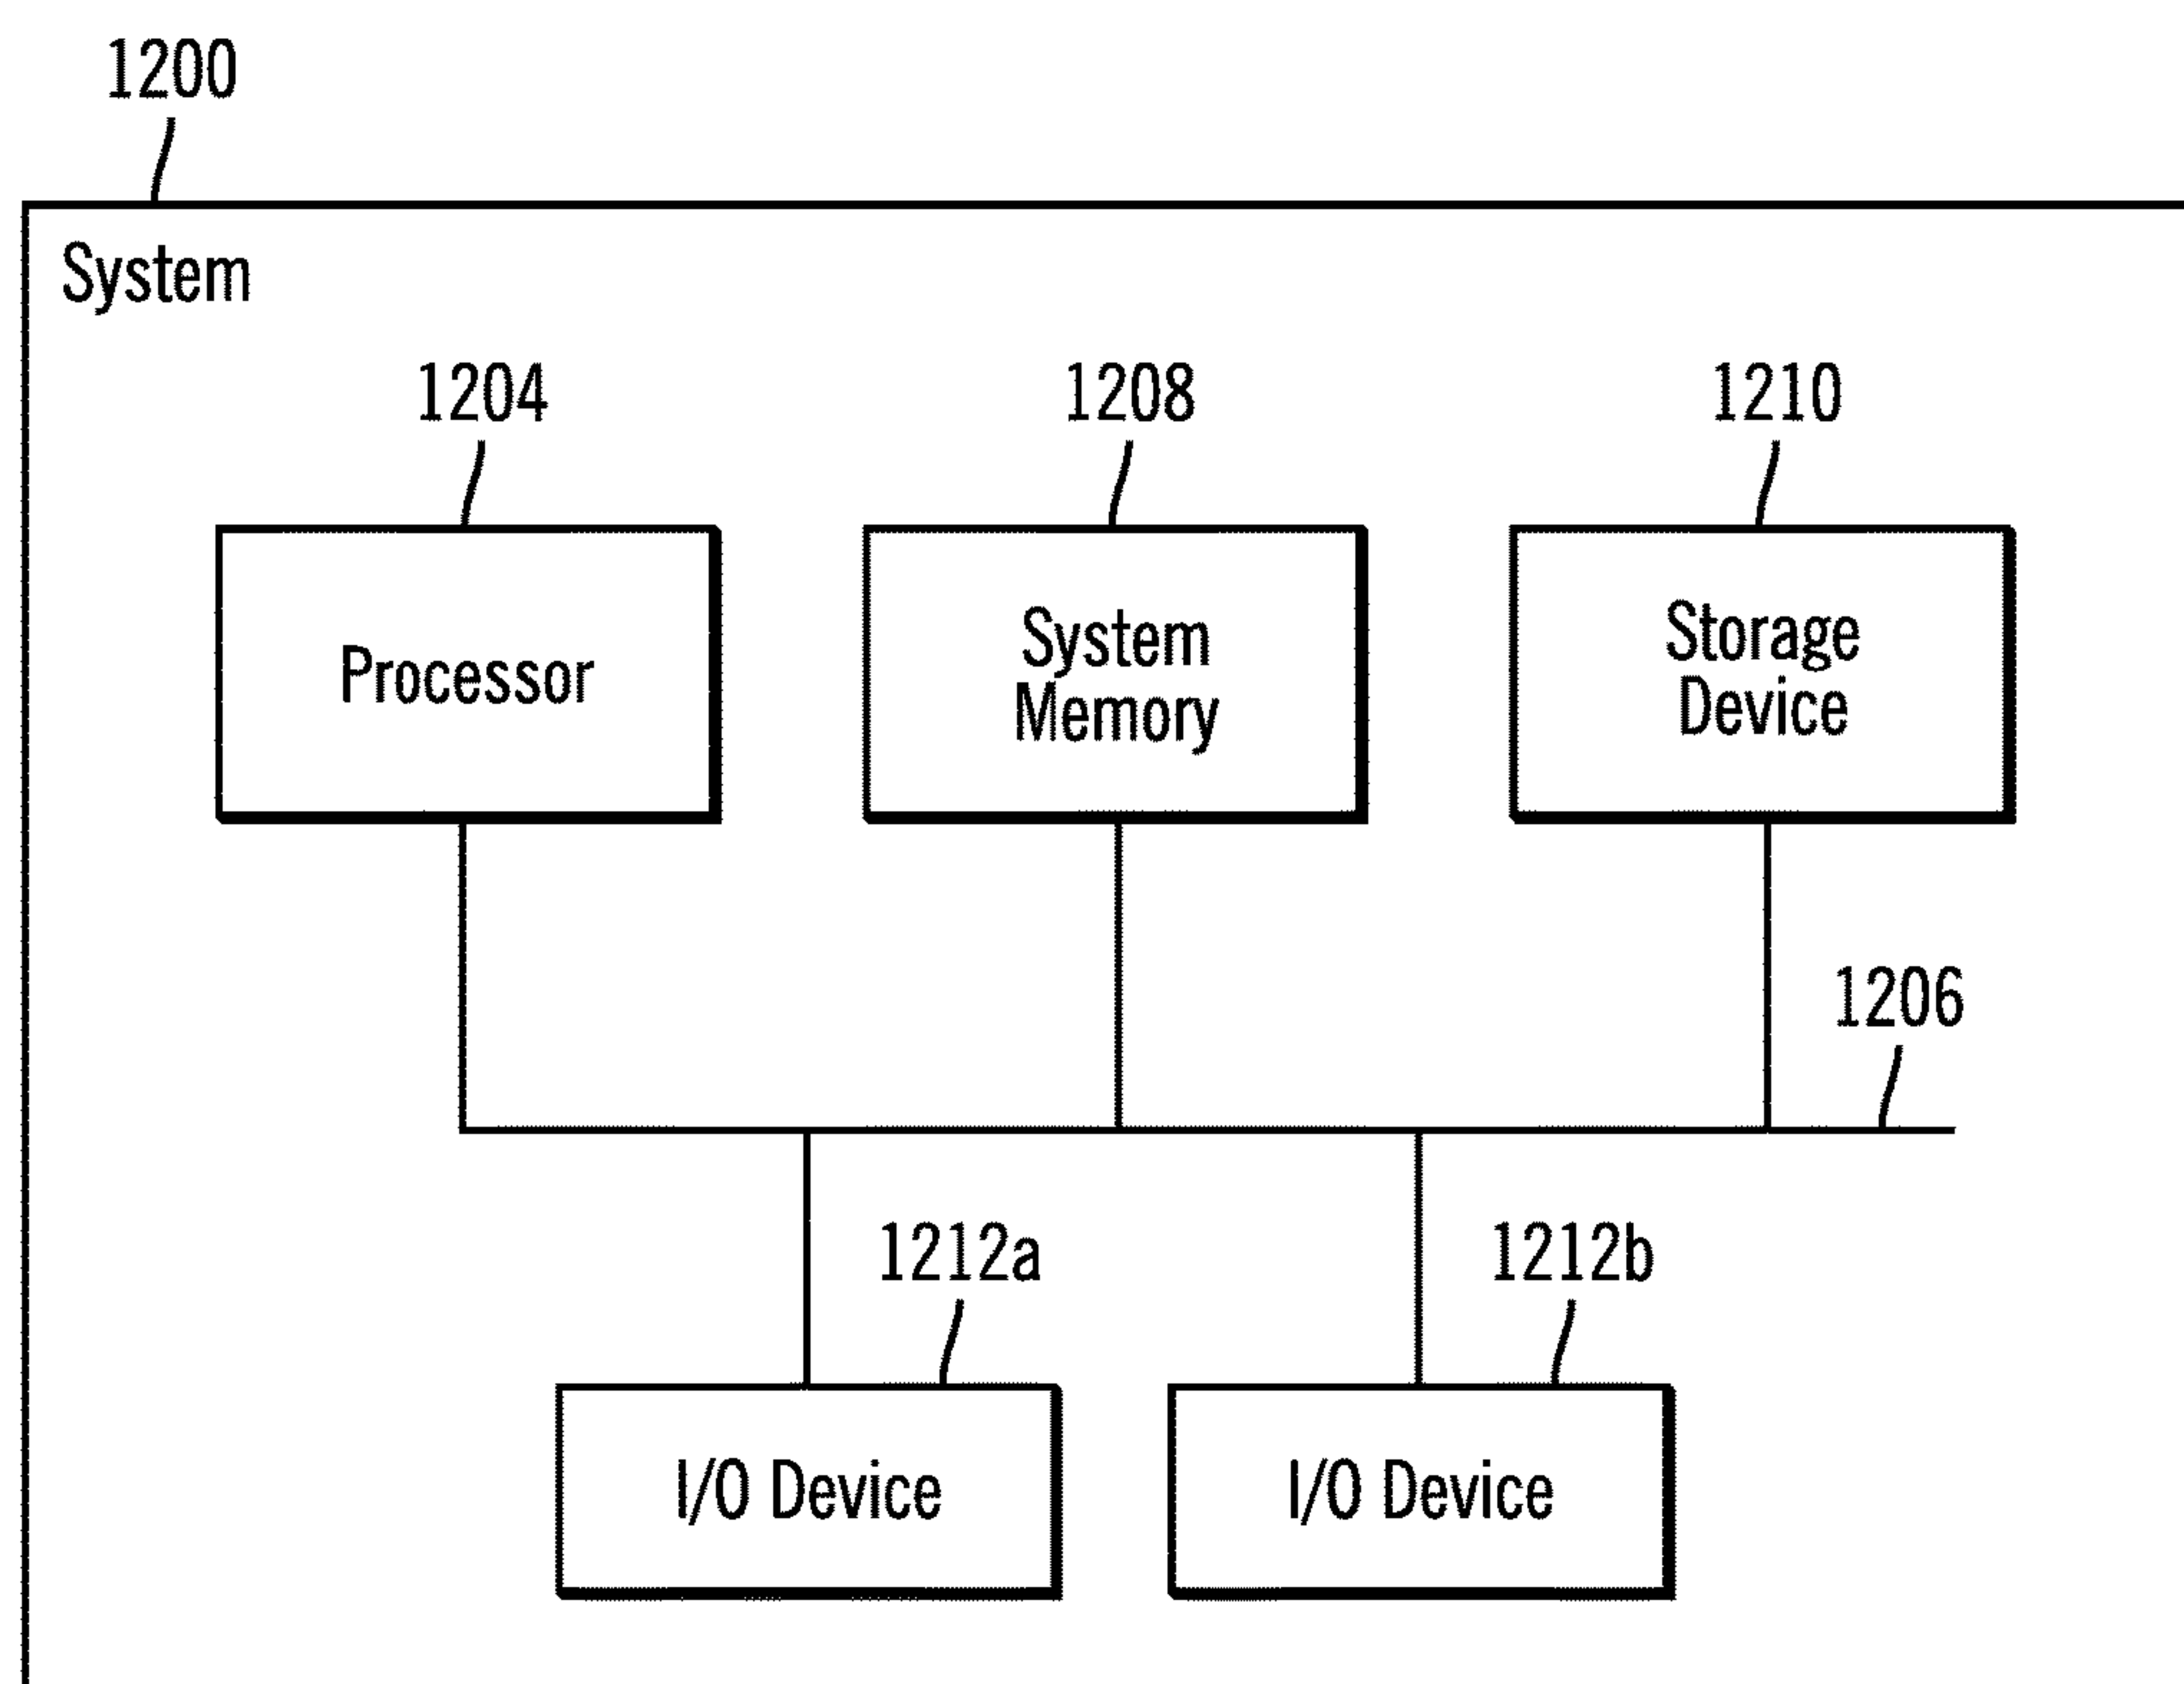 1200
System
1204
1208
1210
Processor
System
Memory
Storage
Device
1206
1212a
1212b
I/O Device
I/O Device